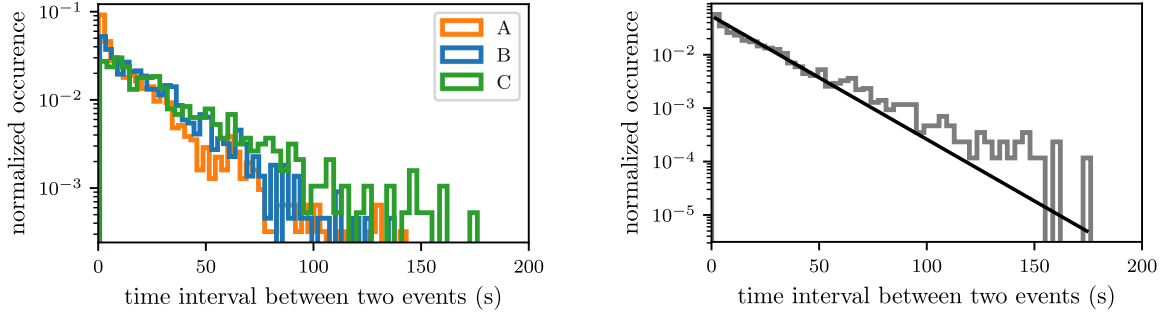 10⁻¹
10⁻²
10⁻³
normalized occurence
A
B
C
0
50
100
150
200
time interval between two events (s)
10⁻²
10⁻³
10⁻⁴
10⁻⁵
normalized occurence
0
50
100
150
200
time interval between two events (s)